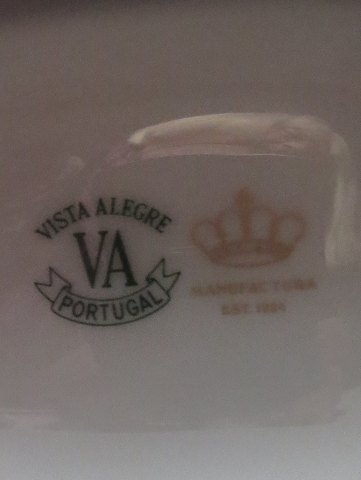 VISTA ALEGRE
VA
PORTUGAL
MANUFACTURA
EST. 1824